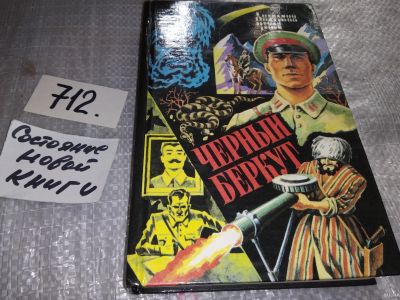 712.
Состояние
новой
книги
ЧЕРНЫЙ
БЕРКУТ